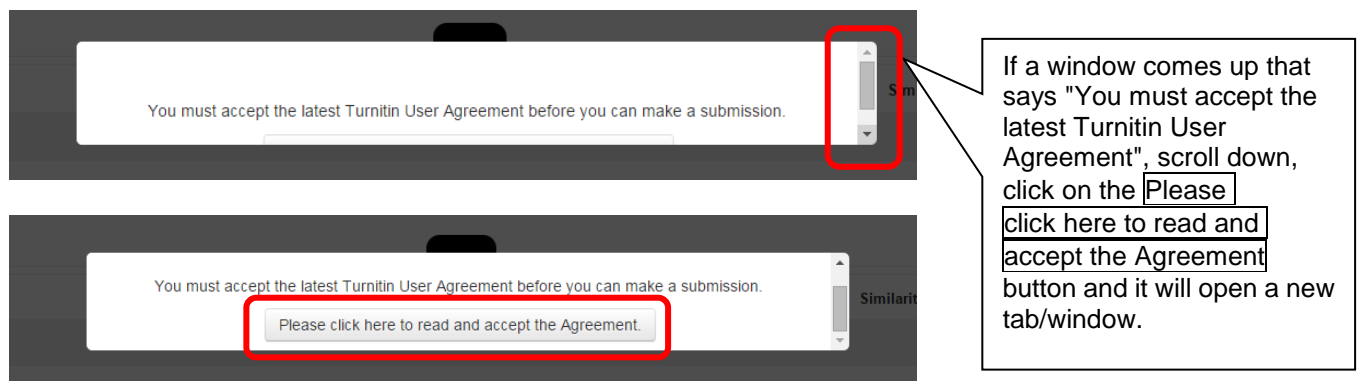 You must accept the latest Turnitin User Agreement before you can make a submission.
Sim
If a window comes up that
says "You must accept the
latest Turnitin User
Agreement", scroll down,
click on the Please
click here to read and
accept the Agreement
button and it will open a new
tab/window.
You must accept the latest Turnitin User Agreement before you can make a submission.
Similarit
Please click here to read and accept the Agreement.